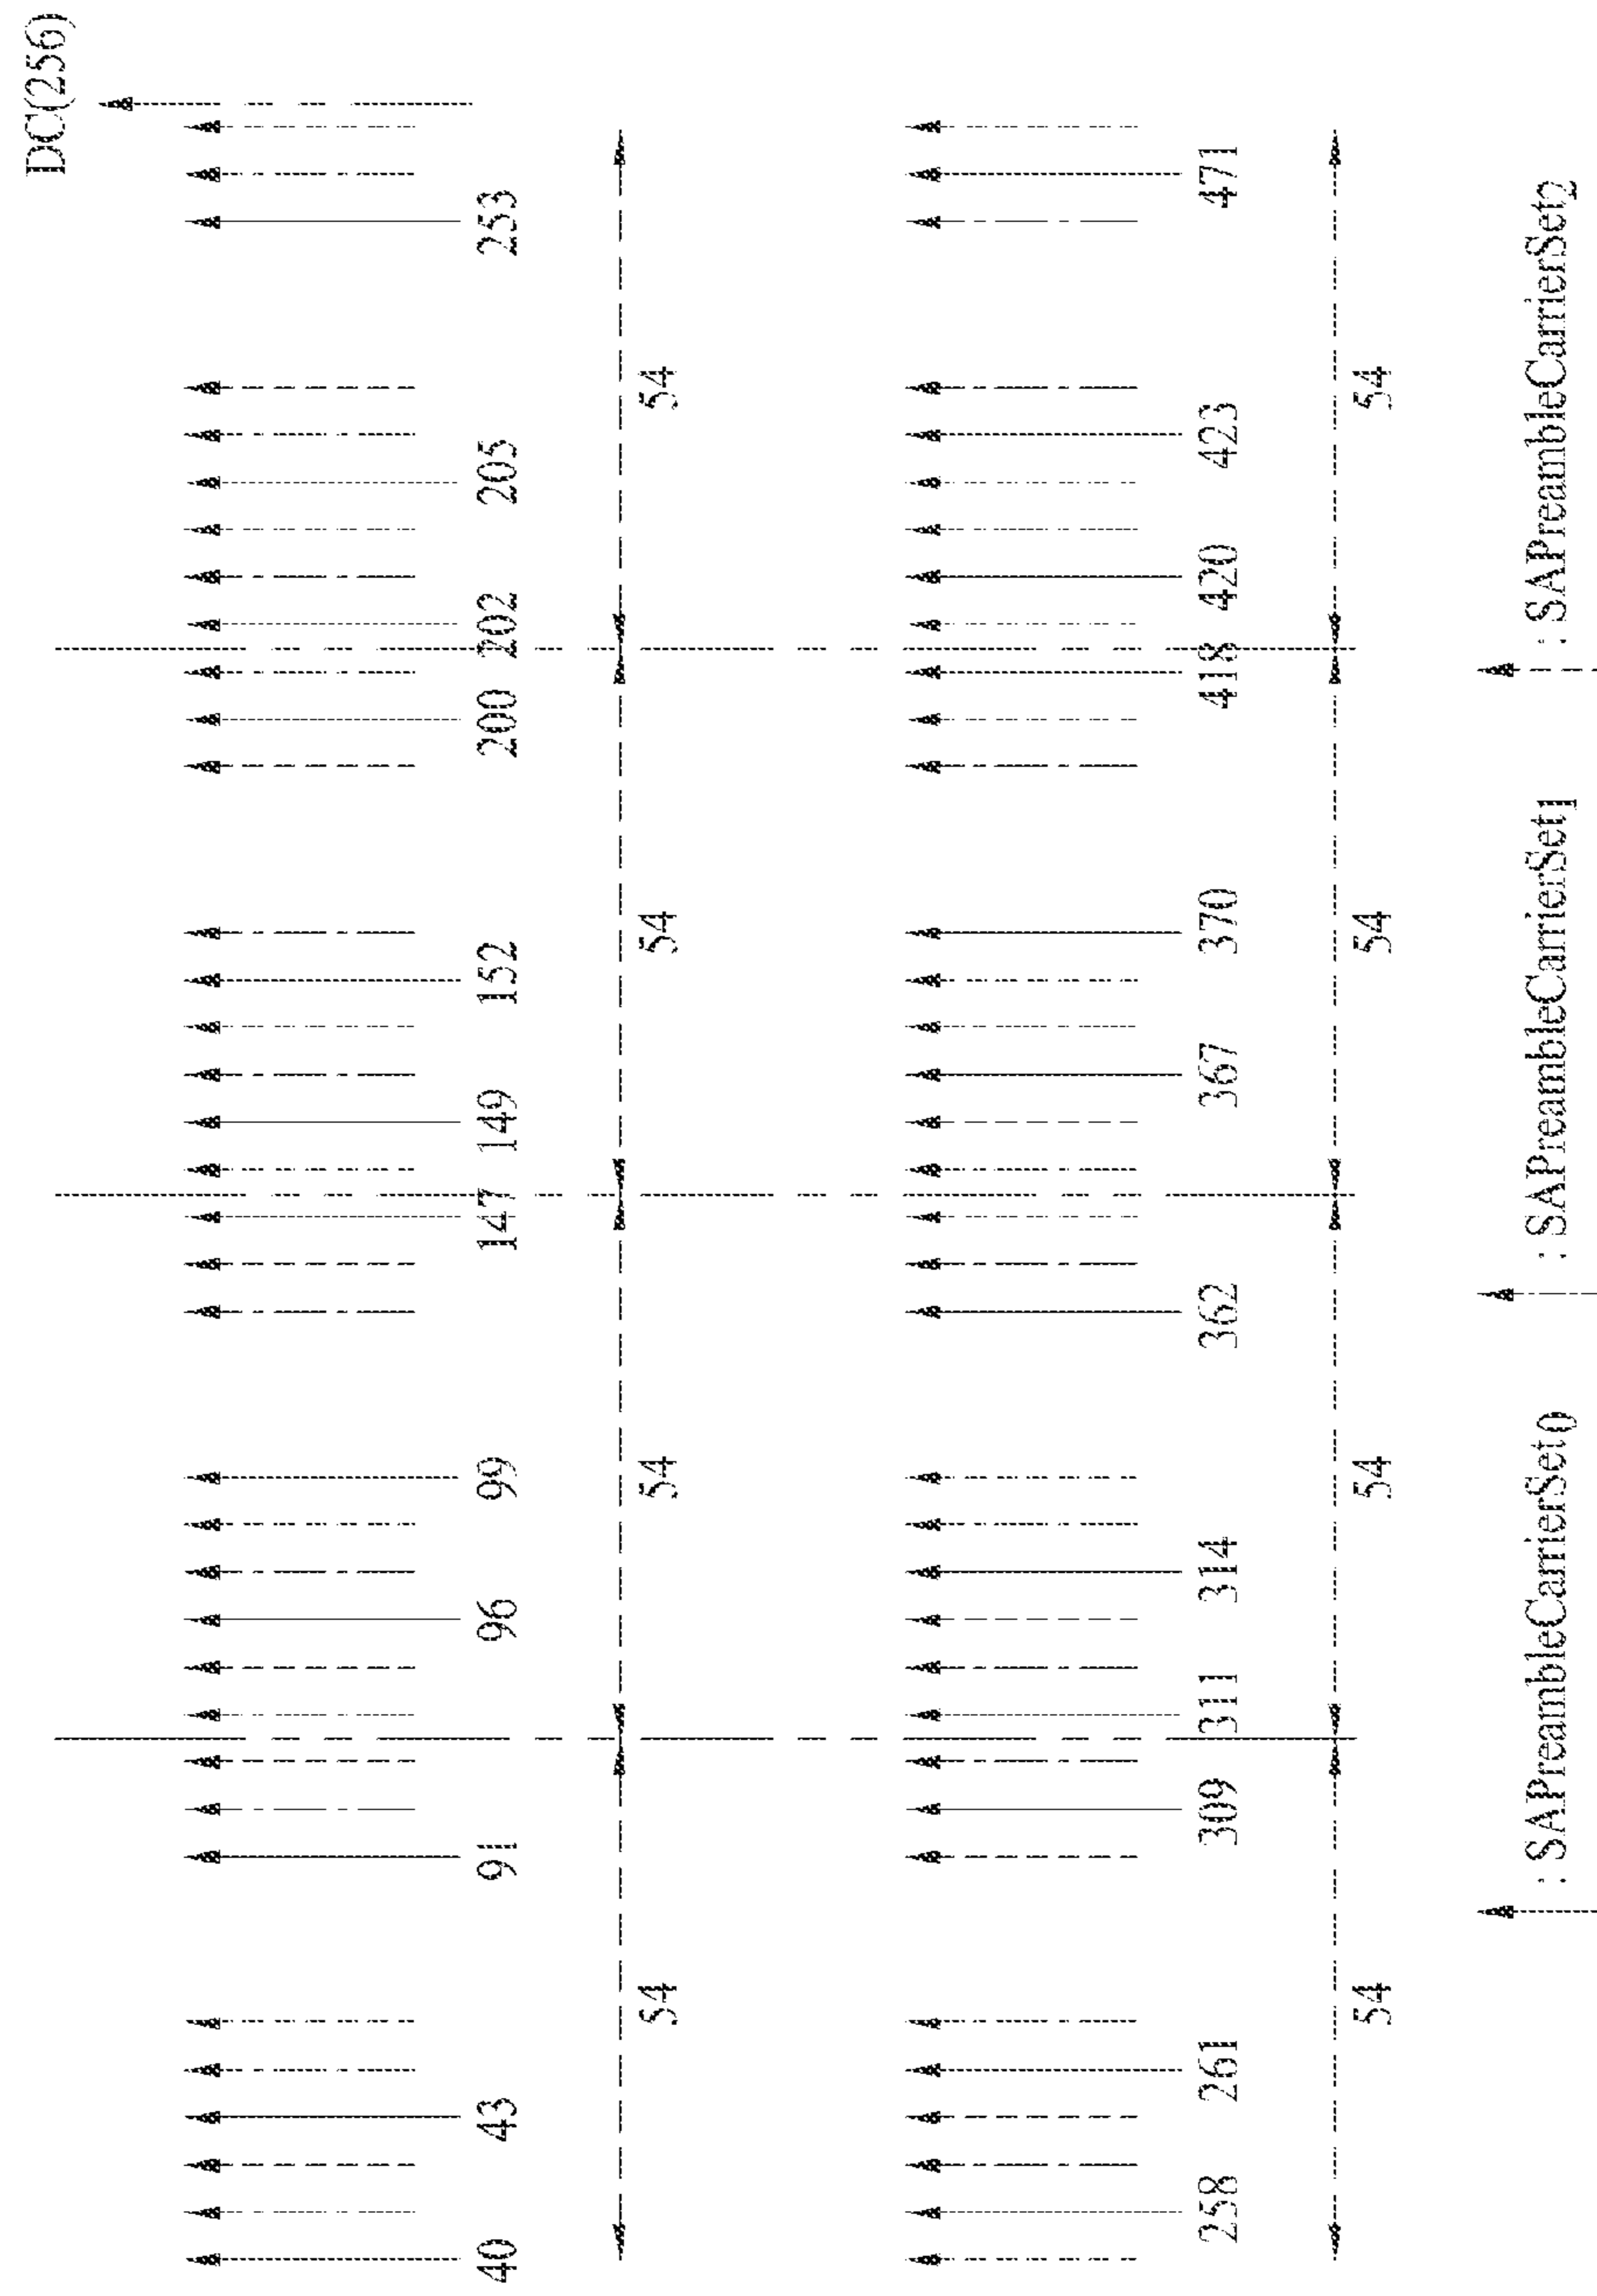 DC(256)
40 43 91 96 99 147 149 152 200 202 205 253
54 54 54 54
258 261 309 311 314 362 367 370 418 420 423 471
54 54 54 54
: SAPreambleCarrierSet0 : SAPreambleCarrierSet1 : SAPreambleCarrierSet2